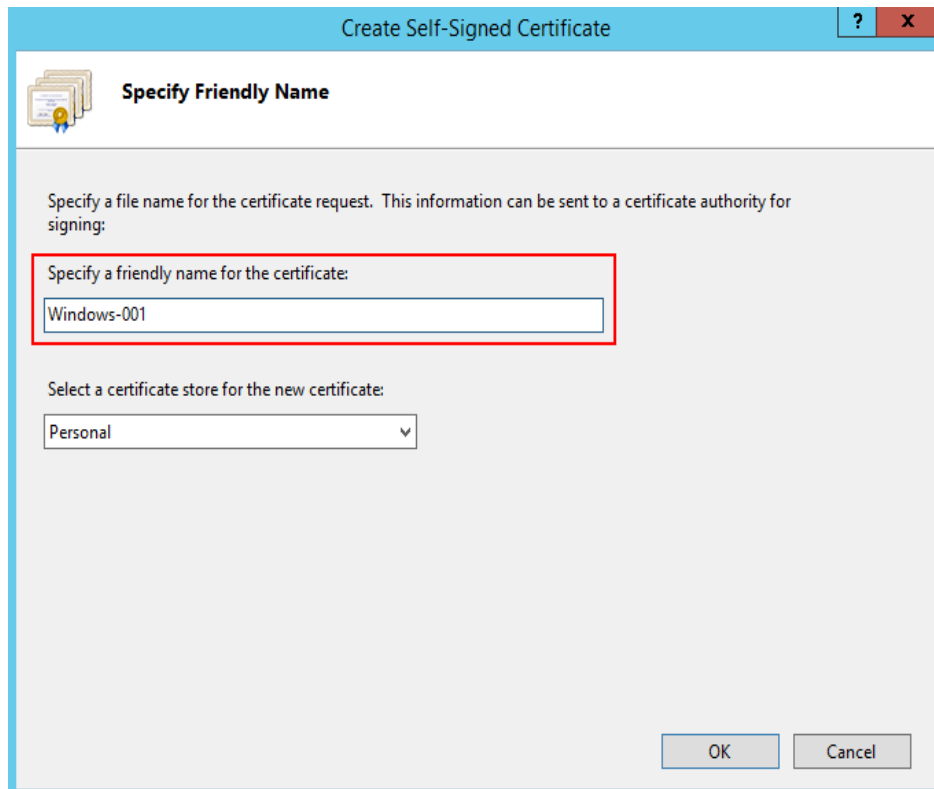 Create Self-Signed Certificate
? x
Specify Friendly Name
Specify a file name for the certificate request.  This information can be sent to a certificate authority for
signing:
Specify a friendly name for the certificate:
Windows-001
Select a certificate store for the new certificate:
Personal
OK Cancel